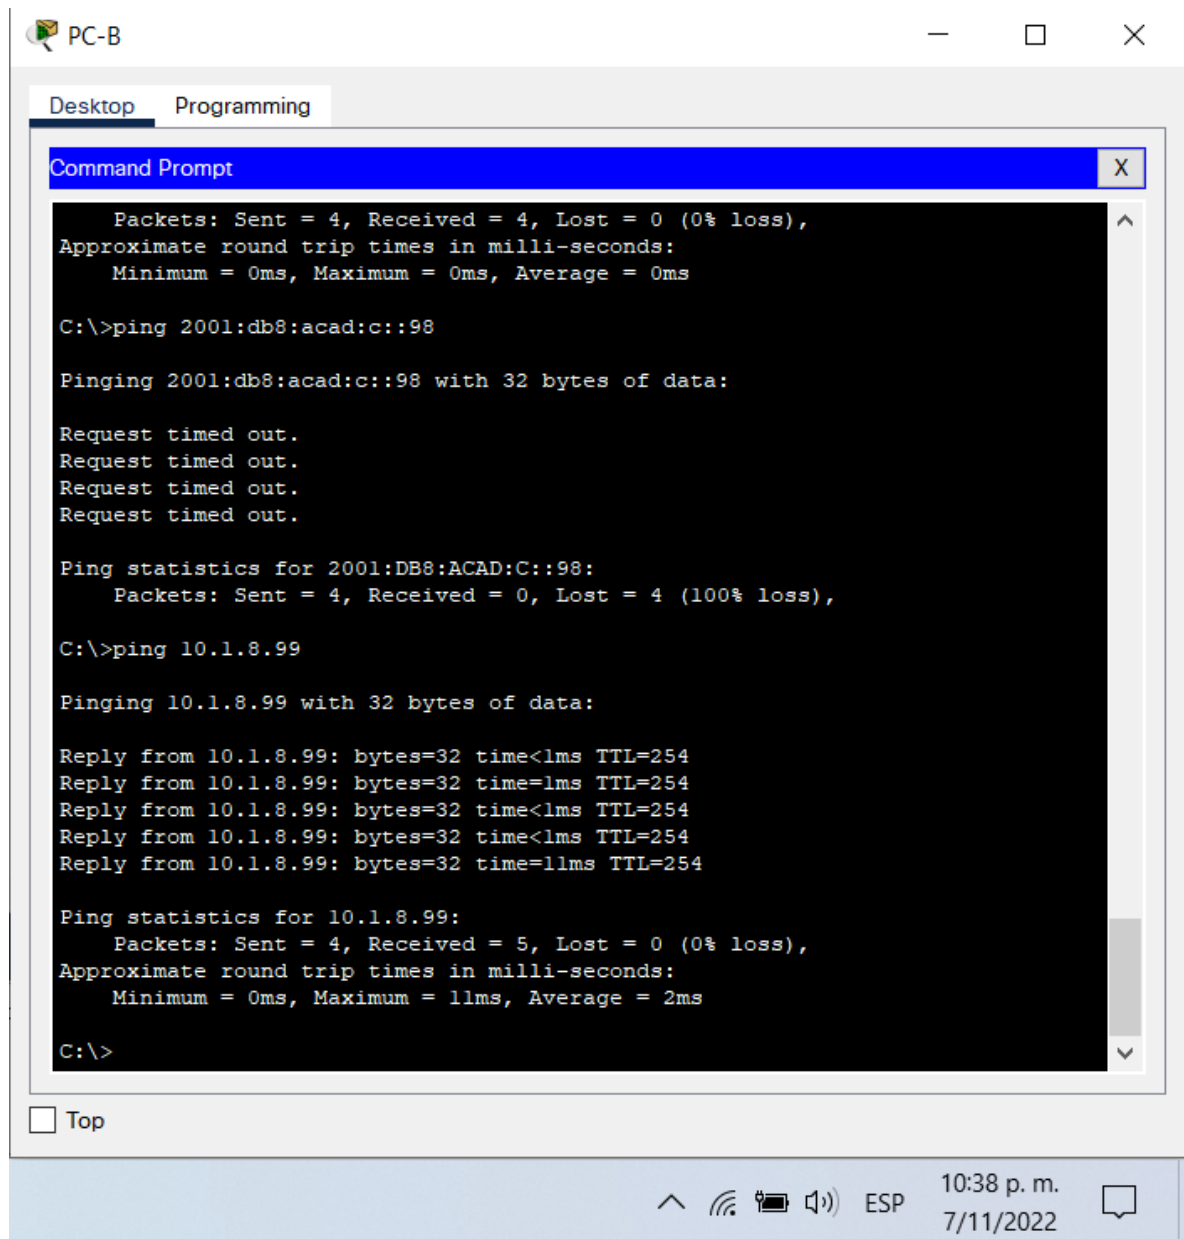 PC-B
Desktop Programming
Command Prompt X
Packets: Sent = 4, Received = 4, Lost = 0 (0% loss),
Approximate round trip times in milli-seconds:
Minimum = 0ms, Maximum = 0ms, Average = 0ms
C:\>ping 2001:db8:acad:c::98
Pinging 2001:db8:acad:c::98 with 32 bytes of data:
Request timed out.
Request timed out.
Request timed out.
Request timed out.
Ping statistics for 2001:DB8:ACAD:C::98:
Packets: Sent = 4, Received = 0, Lost = 4 (100% loss),
C:\>ping 10.1.8.99
Pinging 10.1.8.99 with 32 bytes of data:
Reply from 10.1.8.99: bytes=32 time<1ms TTL=254
Reply from 10.1.8.99: bytes=32 time=1ms TTL=254
Reply from 10.1.8.99: bytes=32 time<1ms TTL=254
Reply from 10.1.8.99: bytes=32 time<1ms TTL=254
Reply from 10.1.8.99: bytes=32 time=11ms TTL=254
Ping statistics for 10.1.8.99:
Packets: Sent = 4, Received = 5, Lost = 0 (0% loss),
Approximate round trip times in milli-seconds:
Minimum = 0ms, Maximum = 11ms, Average = 2ms
C:\>
Top
ESP
10:38 p. m.
7/11/2022